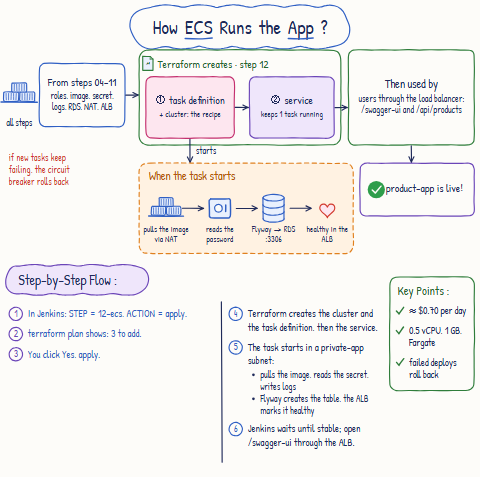 How ECS Runs the App ?
Terraform creates · step 12
From steps 04-11
roles. image. secret.
logs. RDS. NAT. ALB
all steps
① task definition
+ cluster: the recipe
② service
keeps 1 task running
Then used by
users through the load balancer:
/swagger-ui and /api/products
starts
if new tasks keep
failing. the circuit
breaker rolls back
When the task starts
pulls the image
via NAT
reads the
password
Flyway → RDS
:3306
healthy in the
ALB
product-app is live!
Step-by-Step Flow :
1 In Jenkins: STEP = 12-ecs. ACTION = apply.
2 terraform plan shows: 3 to add.
3 You click Yes. apply.
4 Terraform creates the cluster and
the task definition. then the service.
5 The task starts in a private-app
subnet:
• pulls the image. reads the secret.
writes logs
• Flyway creates the table. the ALB
marks it healthy
6 Jenkins waits until stable; open
/swagger-ui through the ALB.
Key Points :
✓ ≈ $0.70 per day
✓ 0.5 vCPU. 1 GB.
Fargate
✓ failed deploys
roll back